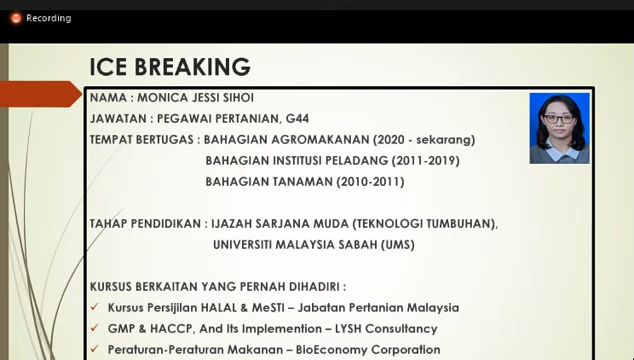 Recording
ICE BREAKING
NAMA : MONICA JESSI SIHOI
JAWATAN : PEGAWAI PERTANIAN, G44
TEMPAT BERTUGAS : BAHAGIAN AGROMAKANAN (2020 - sekarang)
BAHAGIAN INSTITUSI PELADANG (2011-2019)
BAHAGIAN TANAMAN (2010-2011)
TAHAP PENDIDIKAN : IJAZAH SARJANA MUDA (TEKNOLOGI TUMBUHAN),
UNIVERSITI MALAYSIA SABAH (UMS)
KURSUS BERKAITAN YANG PERNAH DIHADIRI :
✓ Kursus Persijilan HALAL & MeSTI – Jabatan Pertanian Malaysia
✓ GMP & HACCP, And Its Implemention – LYSH Consultancy
✓ Peraturan-Peraturan Makanan – BioEconomy Corporation